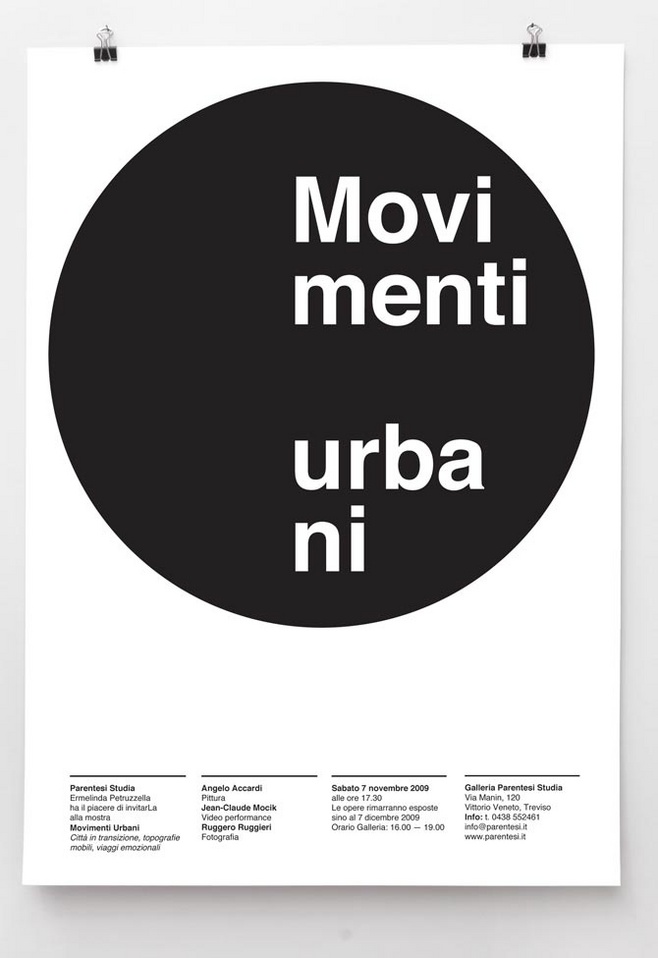 Movi
menti
urba
ni
Parentesi Studia
Ermelinda Petruzzella
ha il piacere di invitarLa
alla mostra
Movimenti Urbani
Città in transizione, topografie
mobili, viaggi emozionali
Angelo Accardi
Pittura
Jean-Claude Mocik
Video performance
Ruggero Ruggieri
Fotografia
Sabato 7 novembre 2009
alle ore 17.30
Le opere rimarranno esposte
sino al 7 dicembre 2009
Orario Galleria: 16.00 — 19.00
Galleria Parentesi Studia
Via Manin, 120
Vittorio Veneto, Treviso
Info: t. 0438 552461
info@parentesi.it
www.parentesi.it